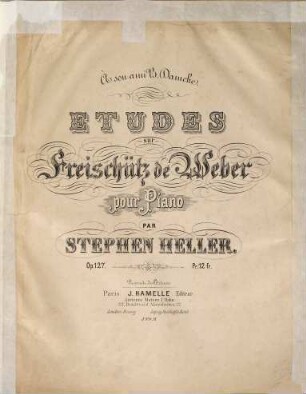 À son ami B. Damcke.
ETUDES
SUR
Freischütz de Weber
pour Piano
PAR
STEPHEN HELLER.
Op. 127. Pr. 12 f.
Paris J. HAMELLE Editeur